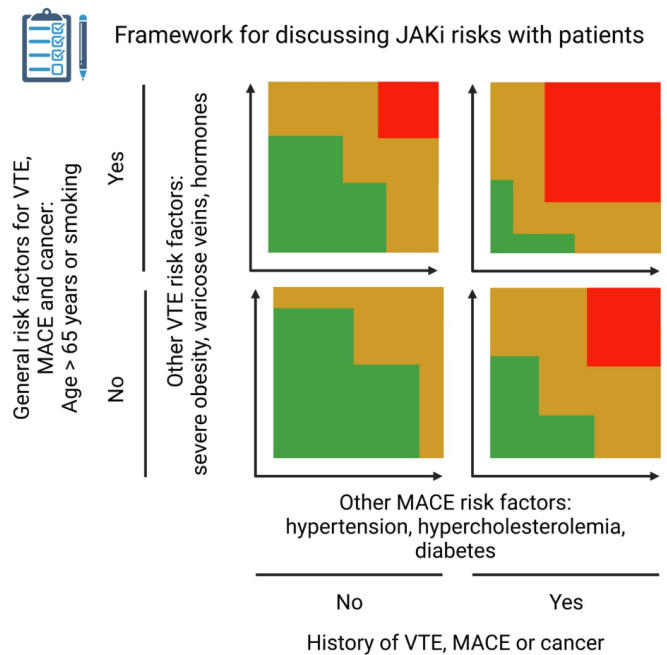 Framework for discussing JAKi risks with patients
General risk factors for VTE,
MACE and cancer:
Age > 65 years or smoking
Yes
No
Other VTE risk factors:
severe obesity, varicose veins, hormones
Other MACE risk factors:
hypertension, hypercholesterolemia,
diabetes
No
Yes
History of VTE, MACE or cancer